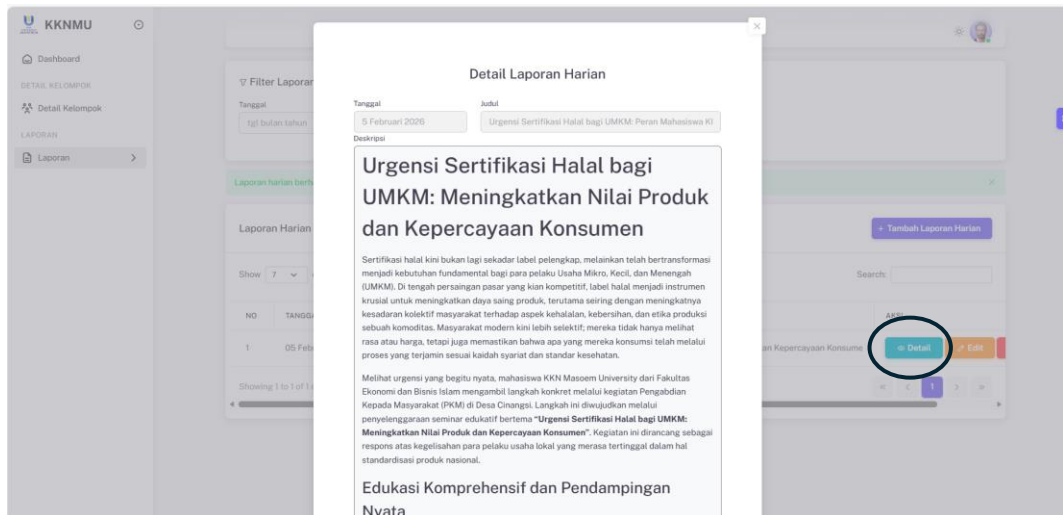 KKNMU
Dashboard
DETAIL KELOMPOK
Detail Kelompok
LAPORAN
Laporan
Filter Laporan
Tanggal
tgl bulan tahun
Laporan harian berh
Laporan Harian
+ Tambah Laporan Harian
Show 7
Search:
NO TANGGA AKSI
1 05 Feb an Kepercayaan Konsume Detail Edit
Showing 1 to 1 of 1
« < 1 > »
Detail Laporan Harian
Tanggal Judul
5 Februari 2026 Urgensi Sertifikasi Halal bagi UMKM: Peran Mahasiswa KI
Deskripsi
Urgensi Sertifikasi Halal bagi
UMKM: Meningkatkan Nilai Produk
dan Kepercayaan Konsumen
Sertifikasi halal kini bukan lagi sekadar label pelengkap, melainkan telah bertransformasi
menjadi kebutuhan fundamental bagi para pelaku Usaha Mikro, Kecil, dan Menengah
(UMKM). Di tengah persaingan pasar yang kian kompetitif, label halal menjadi instrumen
krusial untuk meningkatkan daya saing produk, terutama seiring dengan meningkatnya
kesadaran kolektif masyarakat terhadap aspek kehalalan, kebersihan, dan etika produksi
sebuah komoditas. Masyarakat modern kini lebih selektif; mereka tidak hanya melihat
rasa atau harga, tetapi juga memastikan bahwa apa yang mereka konsumsi telah melalui
proses yang terjamin sesuai kaidah syariat dan standar kesehatan.
Melihat urgensi yang begitu nyata, mahasiswa KKN Masoem University dari Fakultas
Ekonomi dan Bisnis Islam mengambil langkah konkret melalui kegiatan Pengabdian
Kepada Masyarakat (PKM) di Desa Cinangsi. Langkah ini diwujudkan melalui
penyelenggaraan seminar edukatif bertema “Urgensi Sertifikasi Halal bagi UMKM:
Meningkatkan Nilai Produk dan Kepercayaan Konsumen”. Kegiatan ini dirancang sebagai
respons atas kegelisahan para pelaku usaha lokal yang merasa tertinggal dalam hal
standardisasi produk nasional.
Edukasi Komprehensif dan Pendampingan
Nyata